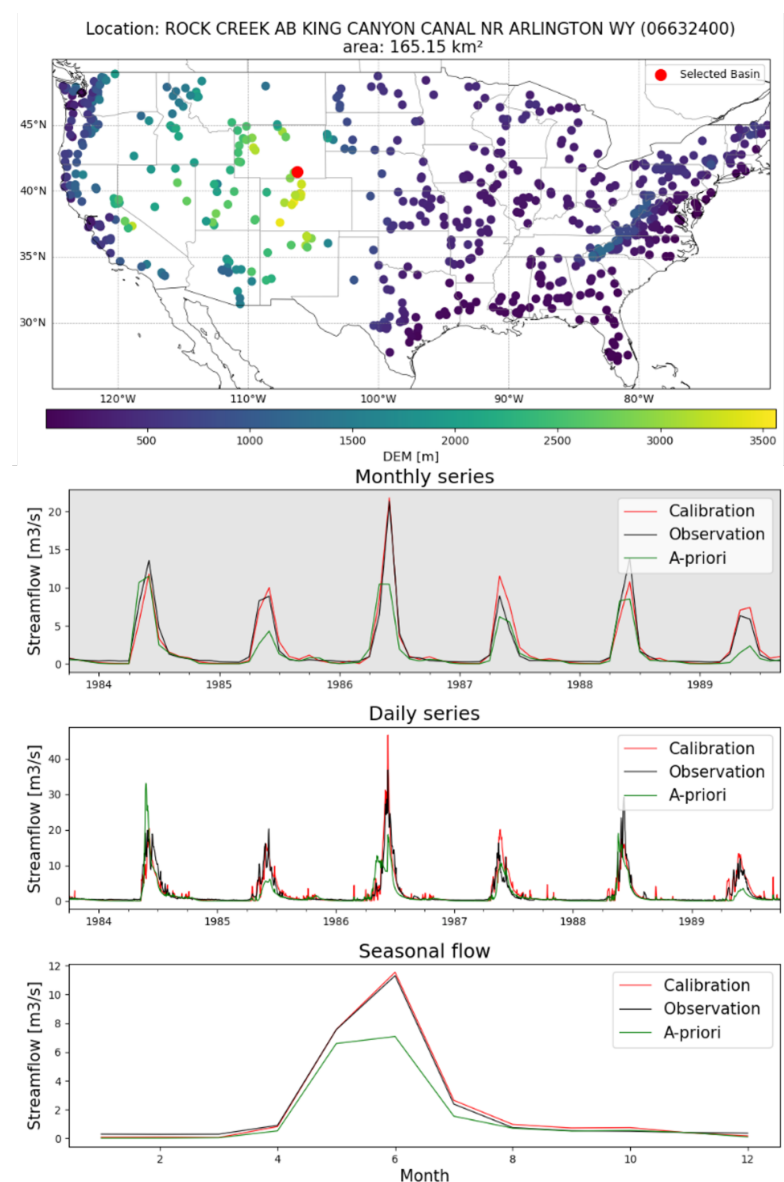 Location: ROCK CREEK AB KING CANYON CANAL NR ARLINGTON WY (06632400)
area: 165.15 km²
Selected Basin
45°N
40°N
35°N
30°N
120°W 110°W 100°W 90°W 80°W
500 1000 1500 2000 2500 3000 3500
DEM [m]
Monthly series
Streamflow [m3/s]
20
15
10
5
0
Calibration
Observation
A-priori
1984 1985 1986 1987 1988 1989
Daily series
Streamflow [m3/s]
40
30
20
10
0
Calibration
Observation
A-priori
1984 1985 1986 1987 1988 1989
Seasonal flow
Streamflow [m3/s]
12
10
8
6
4
2
0
Calibration
Observation
A-priori
2 4 6 8 10 12
Month